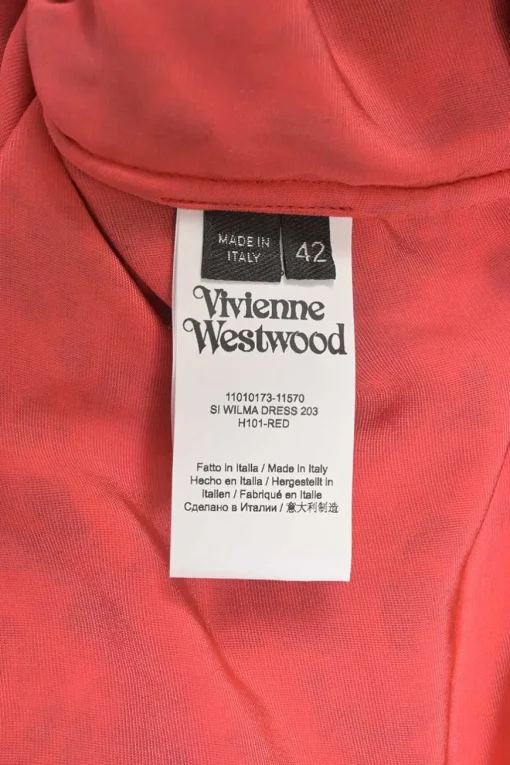 MADE IN
ITALY
42
Vivienne
Westwood
11010173-11570
SI WILMA DRESS 203
H101-RED
Fatto in Italia / Made in Italy
Hecho en Italia / Hergestellt in
Italien / Fabriqué en Italie
Сделано в Италии / 意大利制造